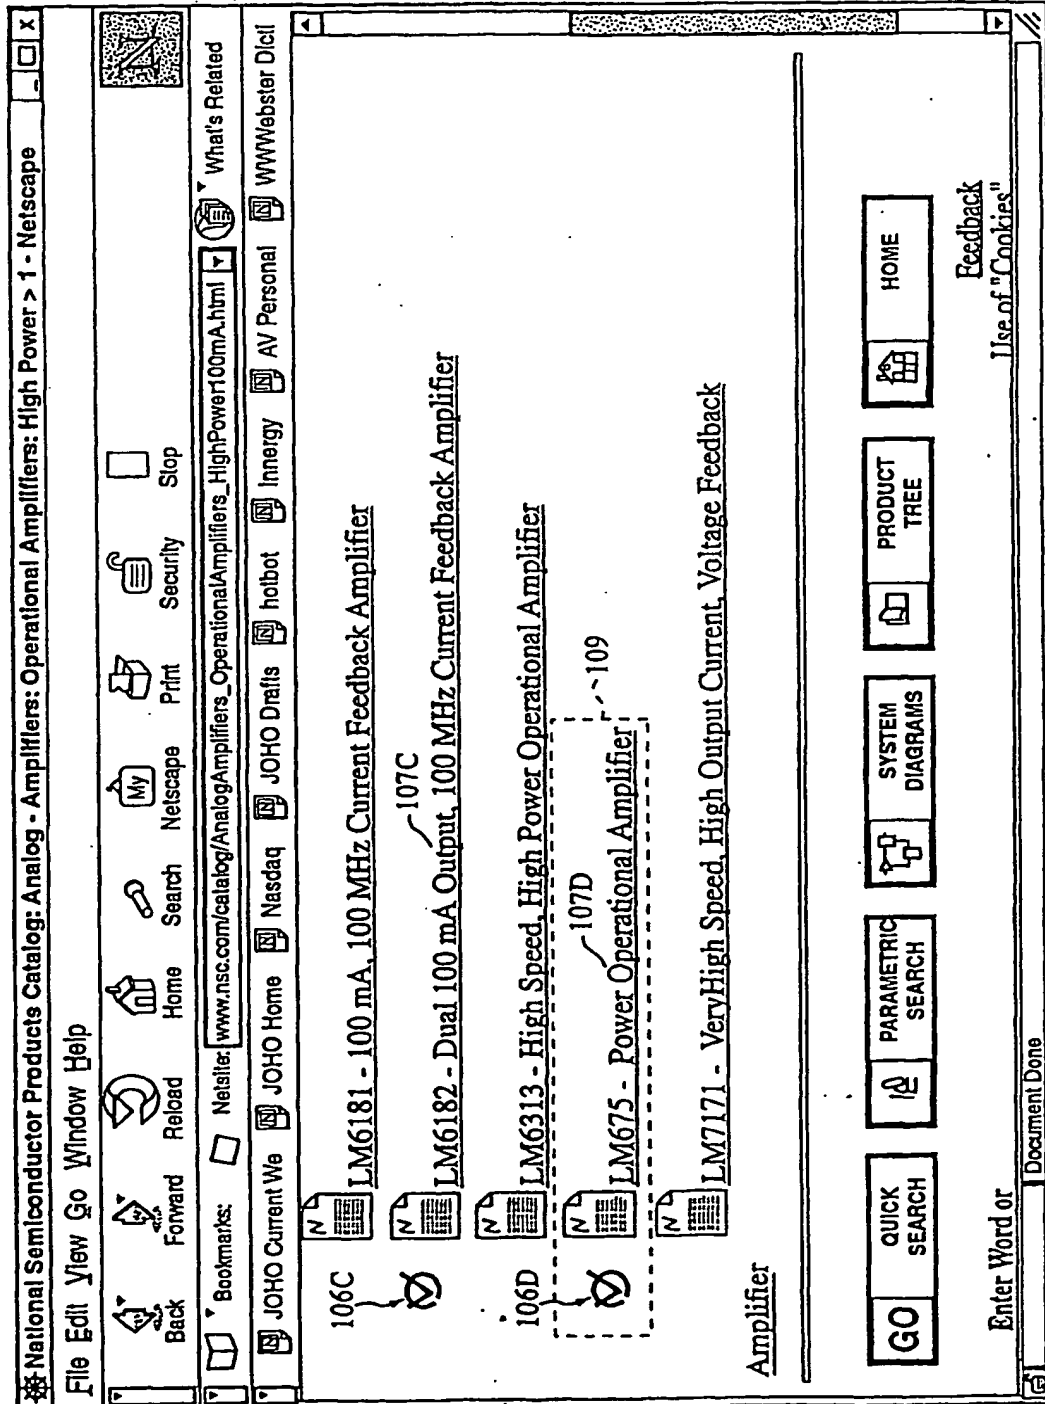 National Semiconductor Products Catalog: Analog - Amplifiers: Operational Amplifiers: High Power > 1 - Netscape
File Edit View Go Window Help
Back Forward Reload Home Search Netscape Print Security Stop
My
N
Bookmarks: Netsite: www.nsc.com/catalog/AnalogAmplifiers_OperationalAmplifiers_HighPower100mA.html What's Related
JOHO Current We JOHO Home Nasdaq JOHO Drafts hotbot Innergy AV Personal WWWebster Dicti
LM6181 - 100 mA, 100 MHz Current Feedback Amplifier
106C
107C
LM6182 - Dual 100 mA Output, 100 MHz Current Feedback Amplifier
LM6313 - High Speed, High Power Operational Amplifier
106D
107D
109
LM675 - Power Operational Amplifier
LM7171 - VeryHigh Speed, High Output Current, Voltage Feedback
Amplifier
GO QUICK SEARCH
PARAMETRIC SEARCH
SYSTEM DIAGRAMS
PRODUCT TREE
HOME
Enter Word or
Feedback
Use of "Cookies"
Document Done